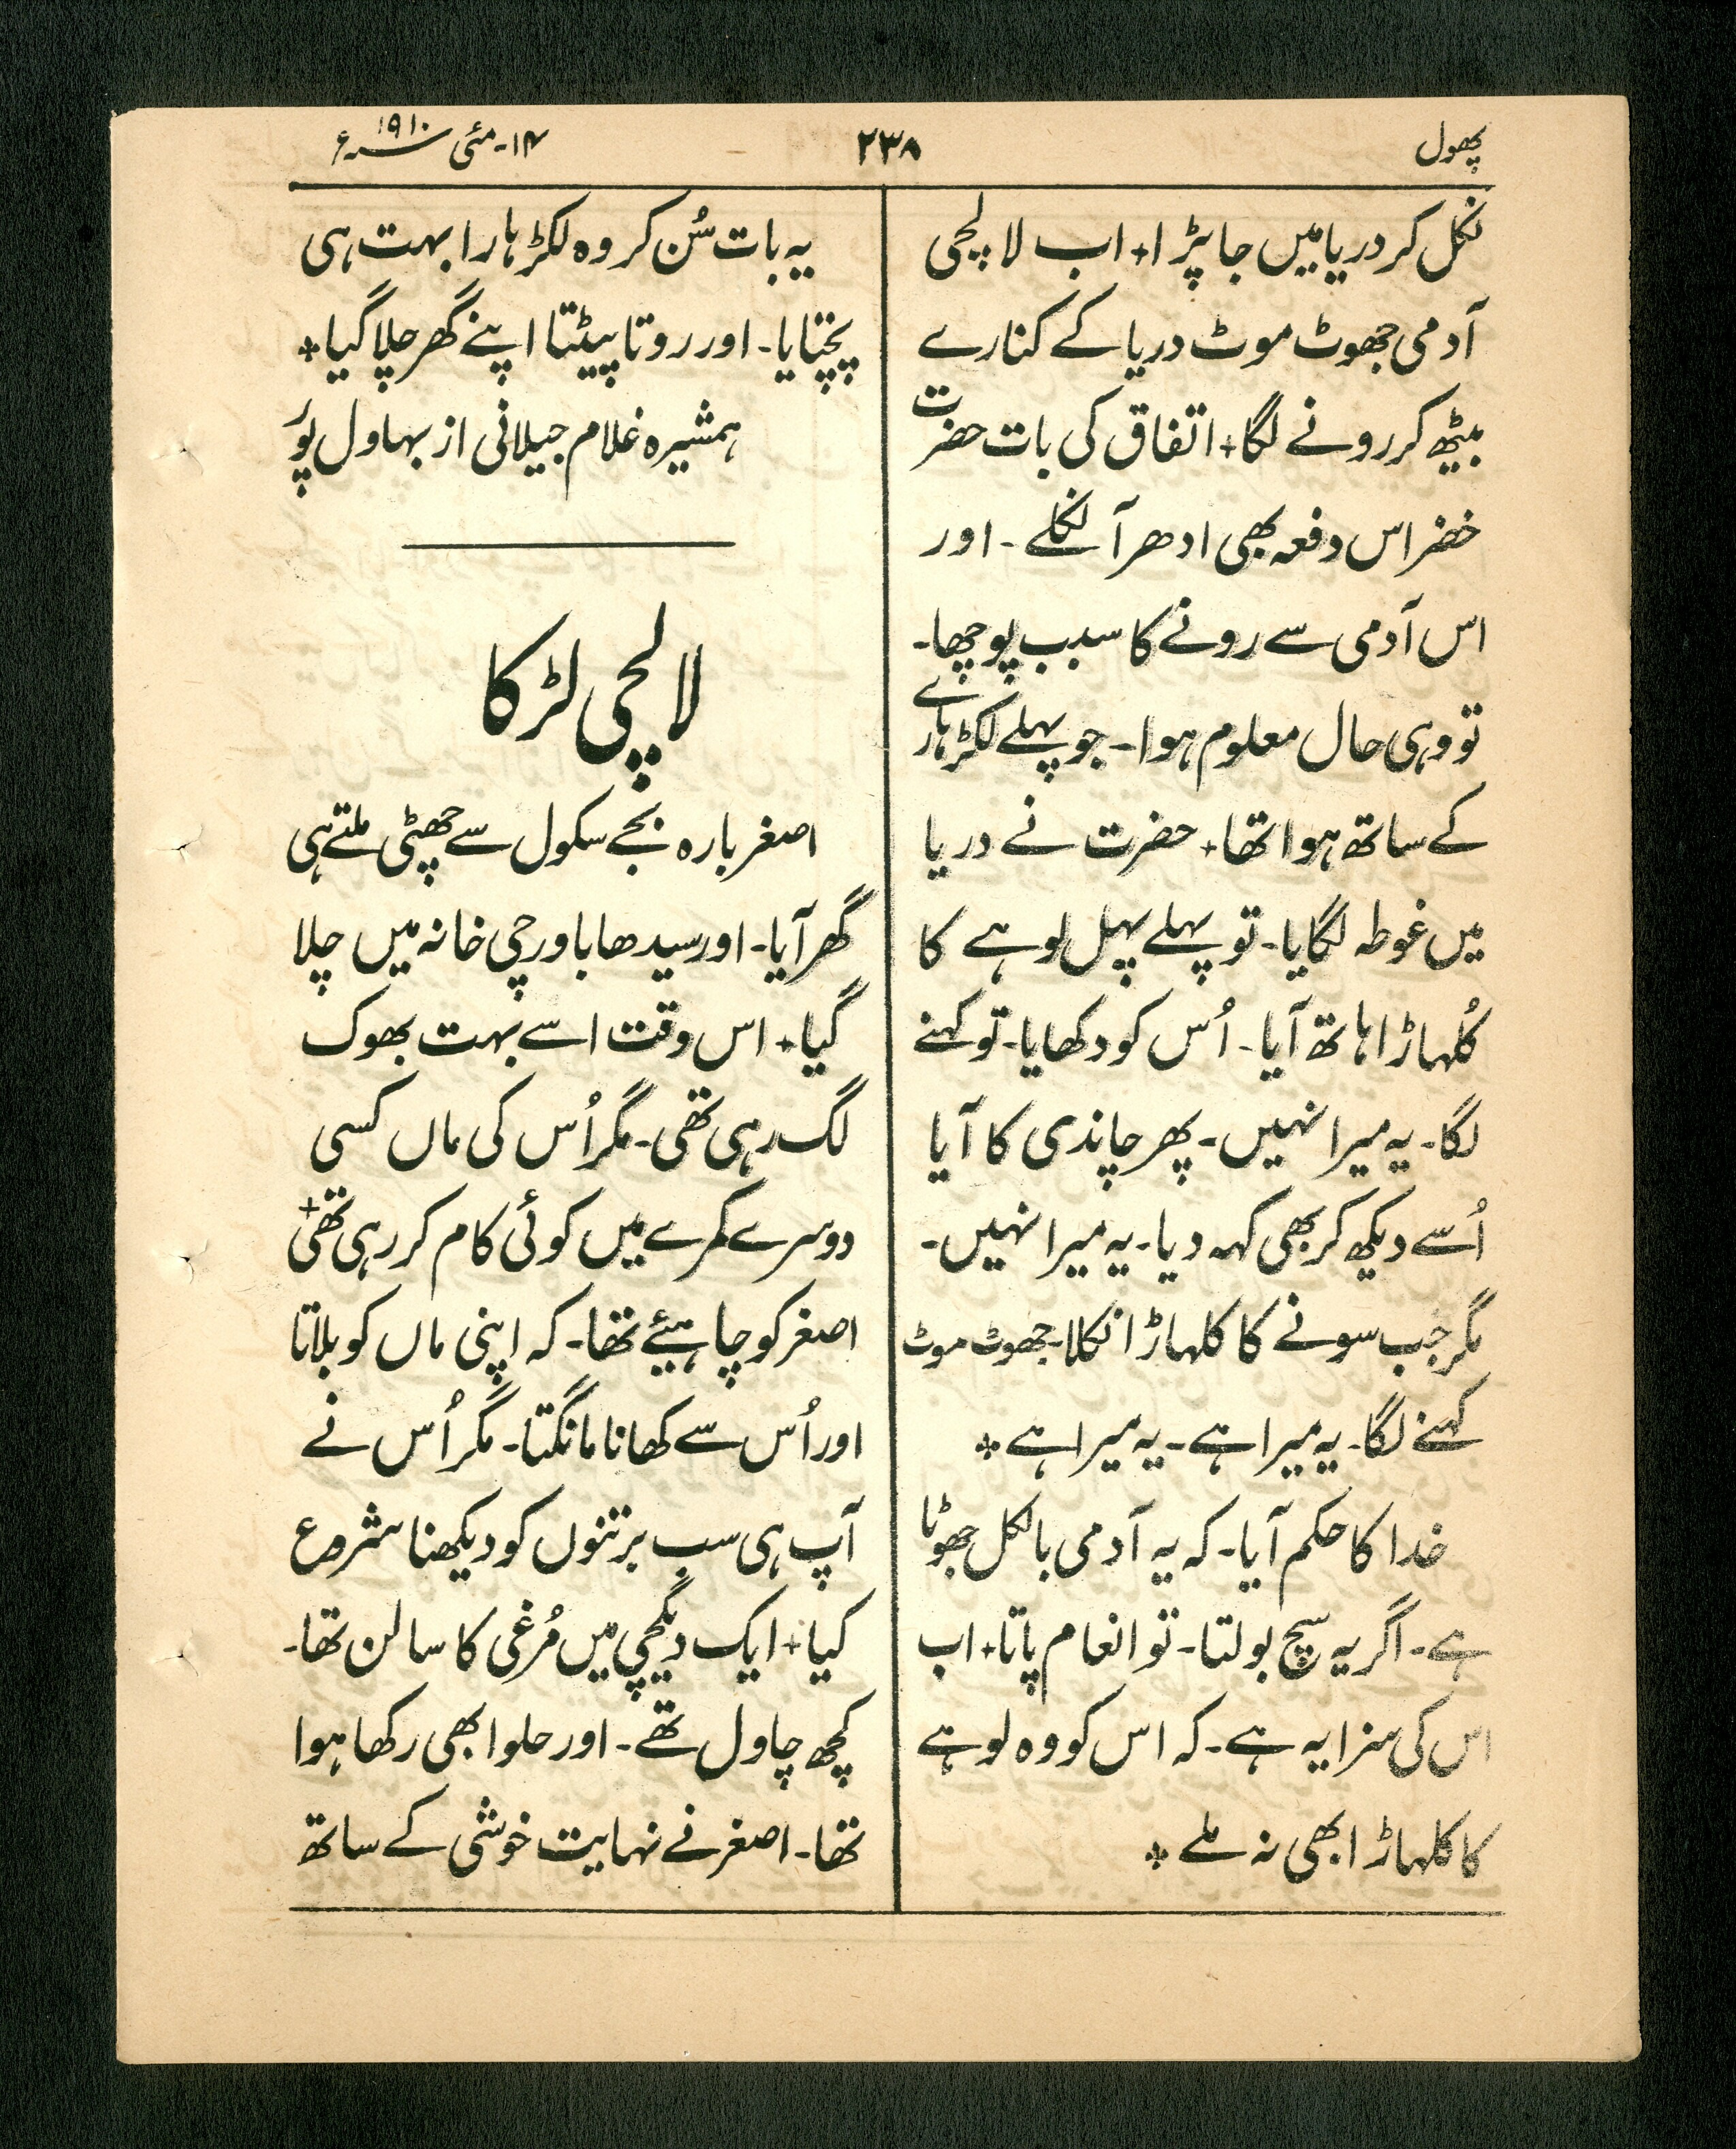 پھول
۲۳۸
۱۴-مئی ۱۹۱۰ء
نکل کر دریا میں جا پڑا+ اب لالچی
آدمی جھوٹ موٹ دریا کے کنارے
بیٹھ کر رونے لگا+ اتفاق کی بات حضرت
خضر اس دفعہ بھی ادھر آ نکلے- اور
اس آدمی سے رونے کا سبب پوچھا-
تو وہی حال معلوم ہوا- جو پہلے لکڑہارے
کے ساتھ ہوا تھا+ حضرت نے دریا
میں غوطہ لگایا- تو پہلے پہل لوہے کا
کُلہاڑا ہاتھ آیا- اُس کو دکھایا- تو کہنے
لگا- یہ میرا نہیں- پھر چاندی کا آیا
اُسے دیکھ کر بھی کہہ دیا- یہ میرا نہیں-
مگر جب سونے کا کلہاڑا نکلا- جھوٹ موٹ
کہنے لگا- یہ میرا ہے- یہ میرا ہے+
خدا کا حکم آیا- کہ یہ آدمی بالکل جھوٹا
ہے- اگر یہ سچ بولتا- تو انعام پاتا+ اب
اس کی سزا یہ ہے- کہ اس کو وہ لوہے
کا کلہاڑا بھی نہ ملے+
یہ بات سُن کر وہ لکڑہارا بہت ہی
پچتایا- اور روتا پیٹتا اپنے گھر چلا گیا+
ہمشیرہ غلام جیلانی از بہاول پور
لالچی لڑکا
اصغر بارہ بجے سکول سے چھٹی ملتے ہی
گھر آیا- اور سیدھا باورچی خانہ میں چلا
گیا+ اس وقت اسے بہت بھوک
لگ رہی تھی- مگر اُس کی ماں کسی
دوسرے کمرے میں کوئی کام کر رہی تھی+
اصغر کو چاہئیے تھا- کہ اپنی ماں کو بلاتا
اور اُس سے کھانا مانگتا- مگر اُس نے
آپ ہی سب برتنوں کو دیکھنا شروع
کیا+ ایک دیگچی میں مُرغی کا سالن تھا-
کچھ چاول تھے- اور حلوا بھی رکھا ہوا
تھا- اصغر نے نہایت خوشی کے ساتھ